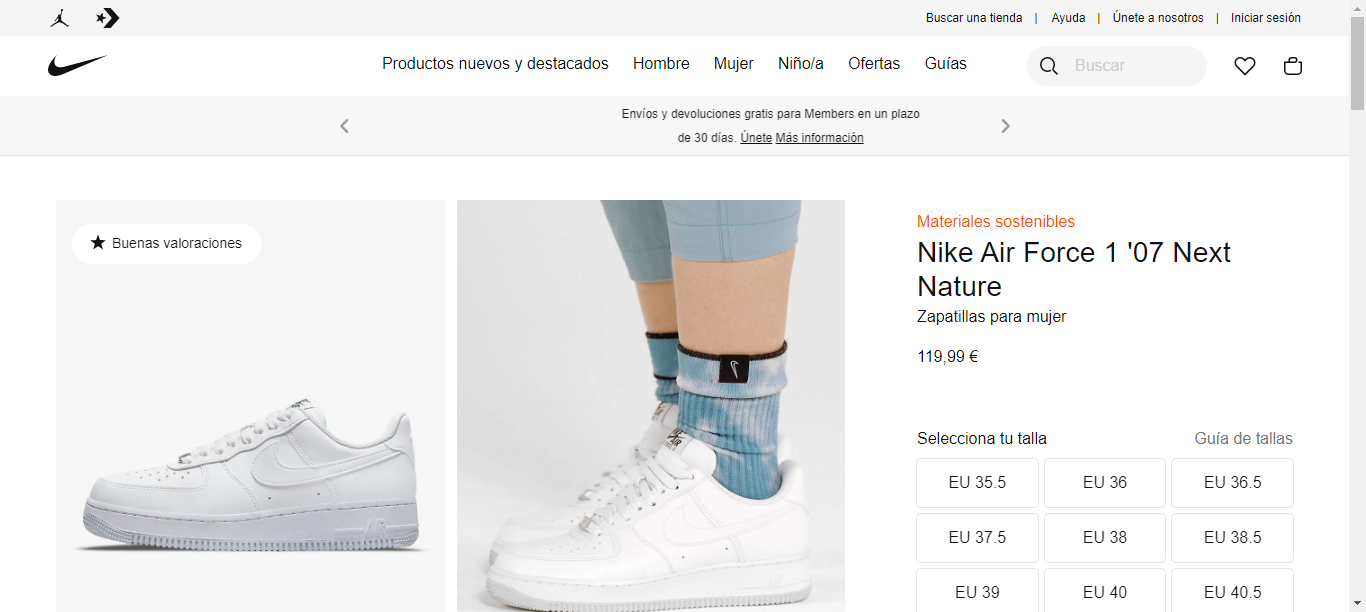 Buscar una tienda | Ayuda | Únete a nosotros | Iniciar sesión
Productos nuevos y destacados Hombre Mujer Niño/a Ofertas Guías Buscar
Envíos y devoluciones gratis para Members en un plazo
de 30 días. Únete Más información
Buenas valoraciones
Materiales sostenibles
Nike Air Force 1 '07 Next
Nature
Zapatillas para mujer
119,99 €
Selecciona tu talla Guía de tallas
EU 35.5 EU 36 EU 36.5
EU 37.5 EU 38 EU 38.5
EU 39 EU 40 EU 40.5